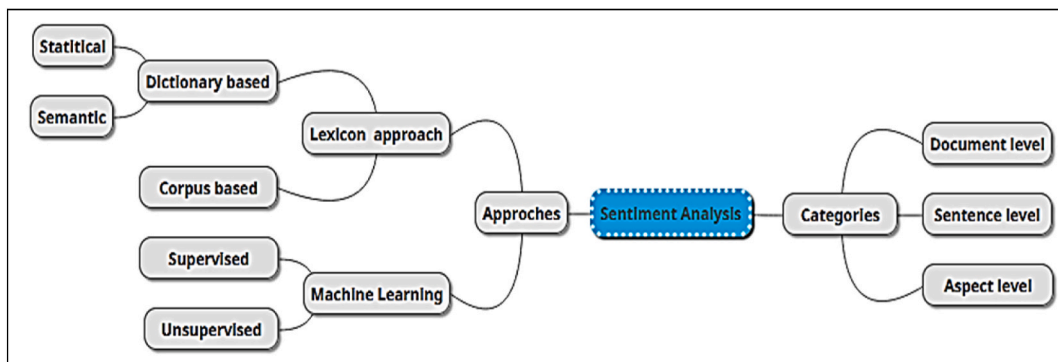 Statitical
Dictionary based
Semantic
Lexicon approach
Corpus based
Approches
Supervised
Machine Learning
Unsupervised
Sentiment Analysis
Categories
Document level
Sentence level
Aspect level